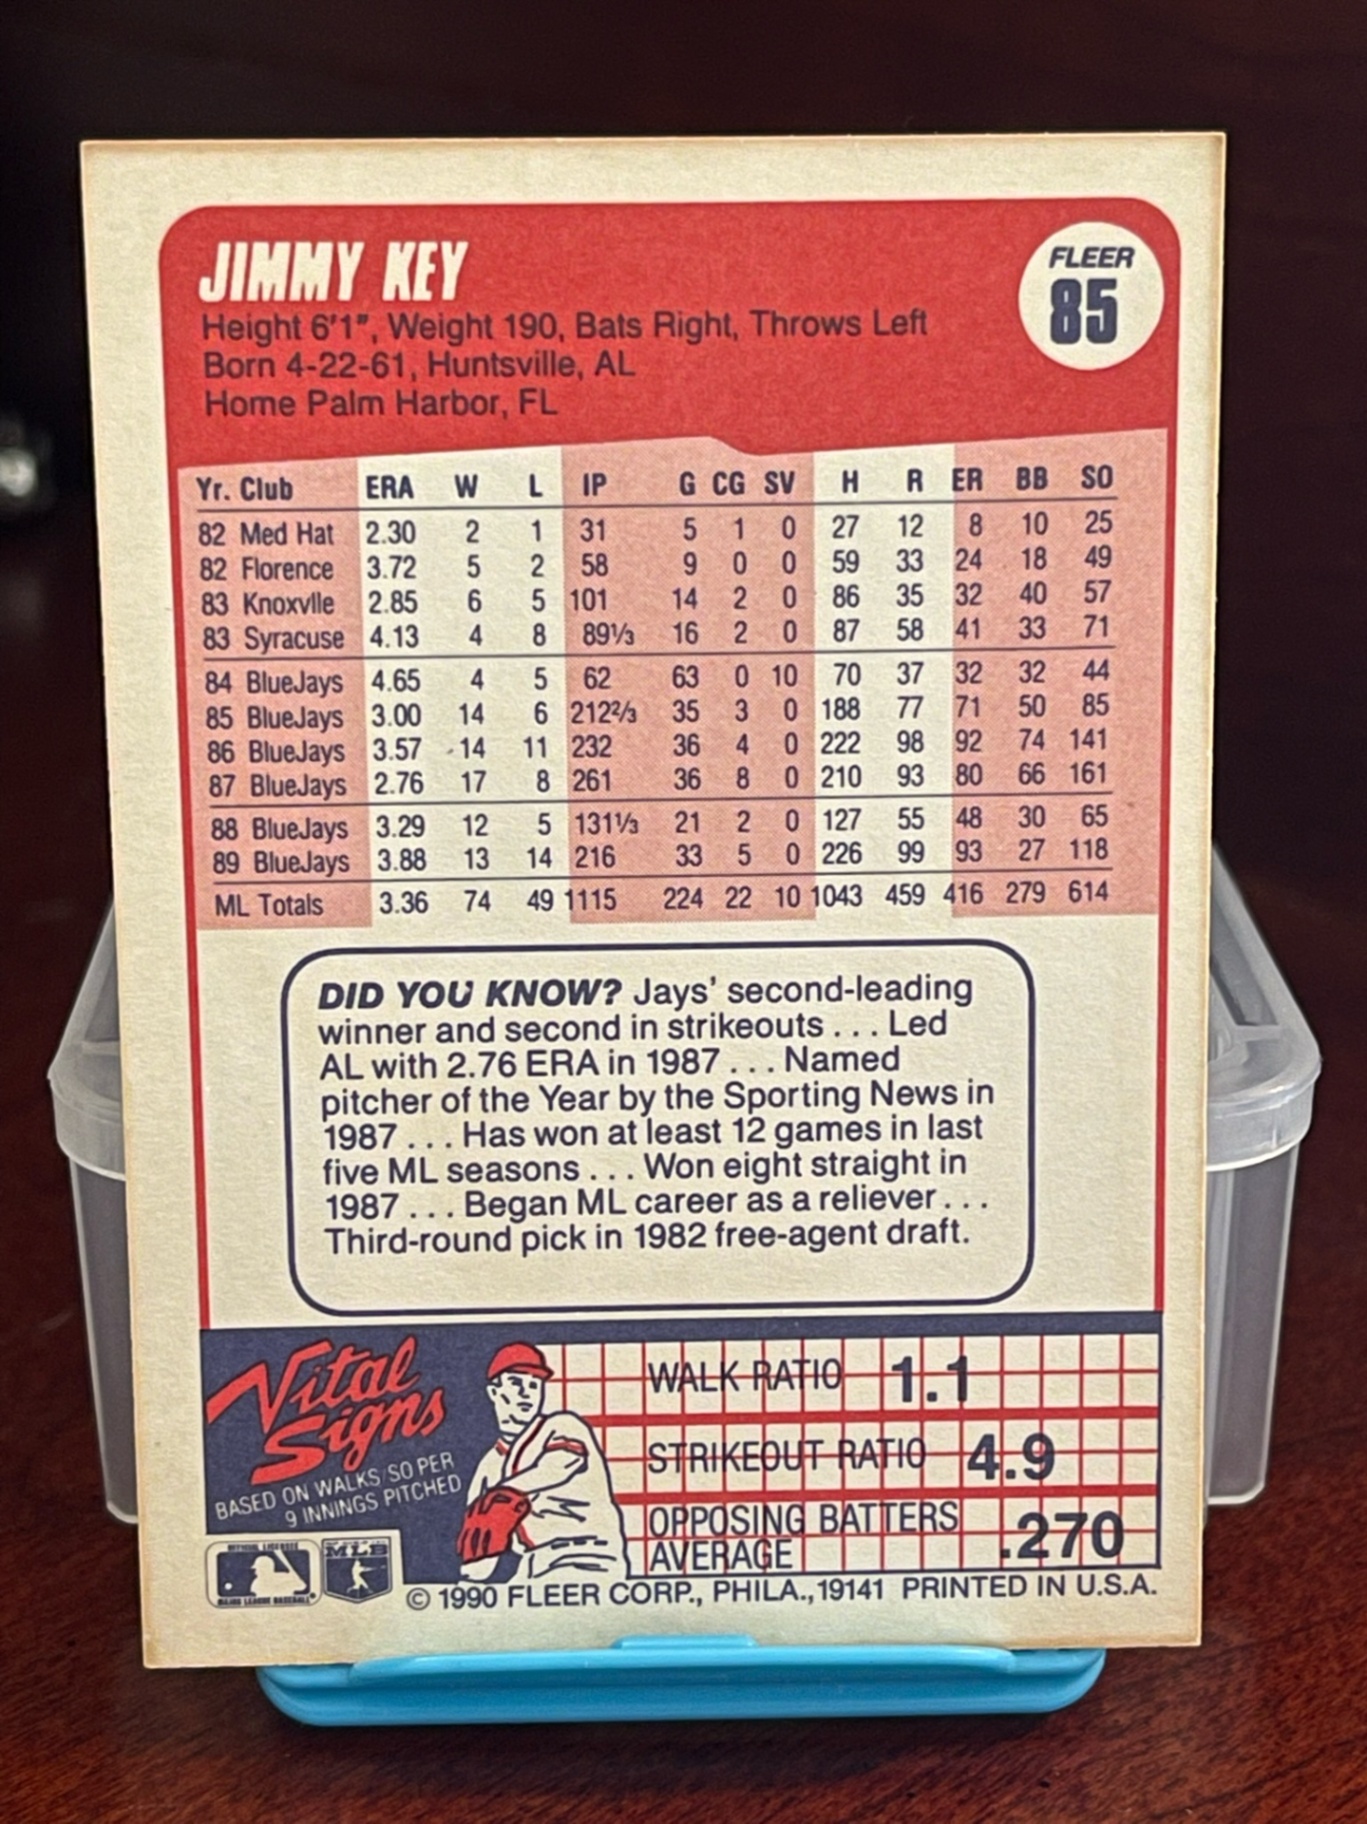 JIMMY KEY
FLEER
85
Height 6'1", Weight 190, Bats Right, Throws Left
Born 4-22-61, Huntsville, AL
Home Palm Harbor, FL
Yr. Club ERA W L IP G CG SV H R ER BB SO
82 Med Hat 2.30 2 1 31 5 1 0 27 12 8 10 25
82 Florence 3.72 5 2 58 9 0 0 59 33 24 18 49
83 Knoxvlle 2.85 6 5 101 14 2 0 86 35 32 40 57
83 Syracuse 4.13 4 8 89⅓ 16 2 0 87 58 41 33 71
84 BlueJays 4.65 4 5 62 63 0 10 70 37 32 32 44
85 BlueJays 3.00 14 6 212⅔ 35 3 0 188 77 71 50 85
86 BlueJays 3.57 14 11 232 36 4 0 222 98 92 74 141
87 BlueJays 2.76 17 8 261 36 8 0 210 93 80 66 161
88 BlueJays 3.29 12 5 131⅓ 21 2 0 127 55 48 30 65
89 BlueJays 3.88 13 14 216 33 5 0 226 99 93 27 118
ML Totals 3.36 74 49 1115 224 22 10 1043 459 416 279 614
DID YOU KNOW? Jays' second-leading
winner and second in strikeouts . . . Led
AL with 2.76 ERA in 1987 . . . Named
pitcher of the Year by the Sporting News in
1987 . . . Has won at least 12 games in last
five ML seasons . . . Won eight straight in
1987 . . . Began ML career as a reliever . . .
Third-round pick in 1982 free-agent draft.
Vital
Signs
BASED ON WALKS/SO PER
9 INNINGS PITCHED
WALK RATIO 1.1
STRIKEOUT RATIO 4.9
OPPOSING BATTERS
AVERAGE .270
OFFICIAL LICENSEE
MAJOR LEAGUE BASEBALL
MLB
© 1990 FLEER CORP., PHILA., 19141 PRINTED IN U.S.A.